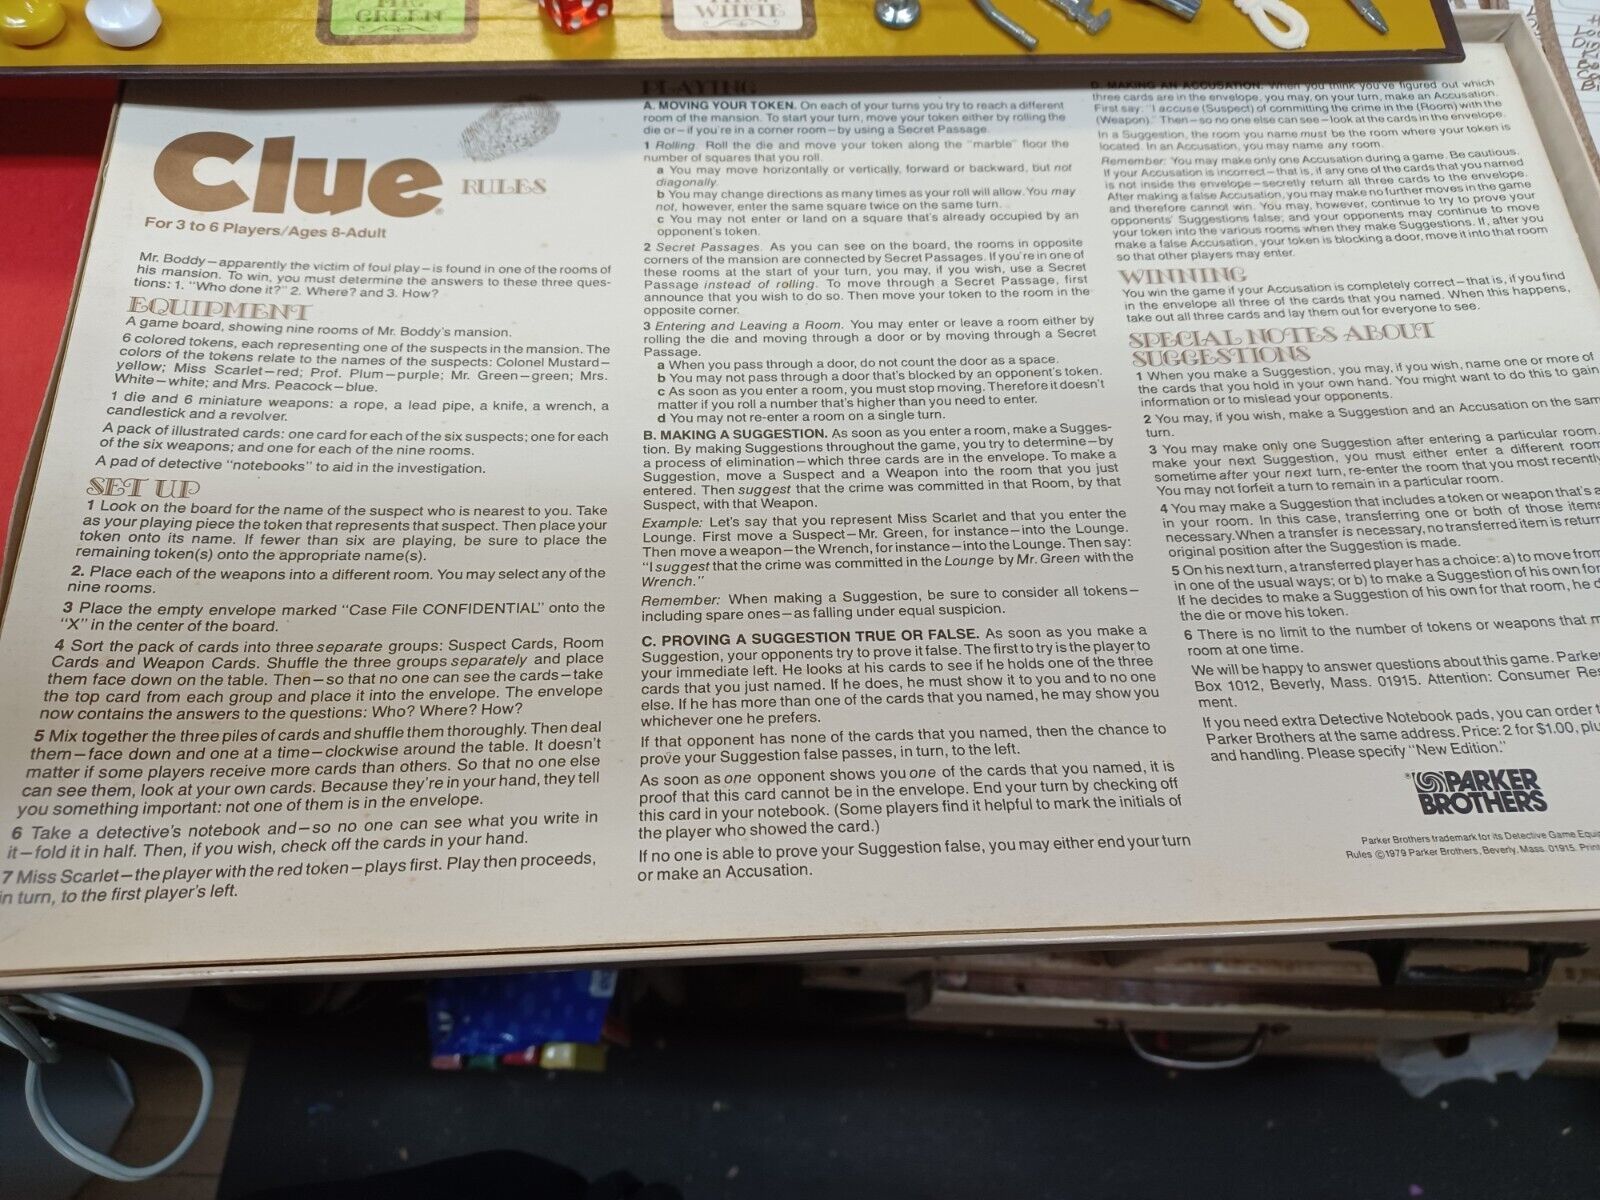 MR. GREEN
MRS. WHITE
Clue
RULES
For 3 to 6 Players/Ages 8-Adult
Mr. Boddy—apparently the victim of foul play—is found in one of the rooms of
his mansion. To win, you must determine the answers to these three ques-
tions: 1. "Who done it?" 2. Where? and 3. How?
EQUIPMENT
A game board, showing nine rooms of Mr. Boddy's mansion.
6 colored tokens, each representing one of the suspects in the mansion. The
colors of the tokens relate to the names of the suspects: Colonel Mustard—
yellow; Miss Scarlet—red; Prof. Plum—purple; Mr. Green—green; Mrs.
White—white; and Mrs. Peacock—blue.
1 die and 6 miniature weapons: a rope, a lead pipe, a knife, a wrench, a
candlestick and a revolver.
A pack of illustrated cards: one card for each of the six suspects; one for each
of the six weapons; and one for each of the nine rooms.
A pad of detective "notebooks" to aid in the investigation.
SET UP
1 Look on the board for the name of the suspect who is nearest to you. Take
as your playing piece the token that represents that suspect. Then place your
token onto its name. If fewer than six are playing, be sure to place the
remaining token(s) onto the appropriate name(s).
2. Place each of the weapons into a different room. You may select any of the
nine rooms.
3 Place the empty envelope marked "Case File CONFIDENTIAL" onto the
"X" in the center of the board.
4 Sort the pack of cards into three separate groups: Suspect Cards, Room
Cards and Weapon Cards. Shuffle the three groups separately and place
them face down on the table. Then—so that no one can see the cards—take
the top card from each group and place it into the envelope. The envelope
now contains the answers to the questions: Who? Where? How?
5 Mix together the three piles of cards and shuffle them thoroughly. Then deal
them—face down and one at a time—clockwise around the table. It doesn't
matter if some players receive more cards than others. So that no one else
can see them, look at your own cards. Because they're in your hand, they tell
you something important: not one of them is in the envelope.
6 Take a detective's notebook and—so no one can see what you write in
it—fold it in half. Then, if you wish, check off the cards in your hand.
7 Miss Scarlet—the player with the red token—plays first. Play then proceeds,
in turn, to the first player's left.
PLAYING
A. MOVING YOUR TOKEN. On each of your turns you try to reach a different
room of the mansion. To start your turn, move your token either by rolling the
die or—if you're in a corner room—by using a Secret Passage.
1 Rolling. Roll the die and move your token along the "marble" floor the
number of squares that you roll.
a You may move horizontally or vertically, forward or backward, but not
diagonally.
b You may change directions as many times as your roll will allow. You may
not, however, enter the same square twice on the same turn.
c You may not enter or land on a square that's already occupied by an
opponent's token.
2 Secret Passages. As you can see on the board, the rooms in opposite
corners of the mansion are connected by Secret Passages. If you're in one of
these rooms at the start of your turn, you may, if you wish, use a Secret
Passage instead of rolling. To move through a Secret Passage, first
announce that you wish to do so. Then move your token to the room in the
opposite corner.
3 Entering and Leaving a Room. You may enter or leave a room either by
rolling the die and moving through a door or by moving through a Secret
Passage.
a When you pass through a door, do not count the door as a space.
b You may not pass through a door that's blocked by an opponent's token.
c As soon as you enter a room, you must stop moving. Therefore it doesn't
matter if you roll a number that's higher than you need to enter.
d You may not re-enter a room on a single turn.
B. MAKING A SUGGESTION. As soon as you enter a room, make a Sugges-
tion. By making Suggestions throughout the game, you try to determine—by
a process of elimination—which three cards are in the envelope. To make a
Suggestion, move a Suspect and a Weapon into the room that you just
entered. Then suggest that the crime was committed in that Room, by that
Suspect, with that Weapon.
Example: Let's say that you represent Miss Scarlet and that you enter the
Lounge. First move a Suspect—Mr. Green, for instance—into the Lounge.
Then move a weapon—the Wrench, for instance—into the Lounge. Then say:
"I suggest that the crime was committed in the Lounge by Mr. Green with the
Wrench."
Remember: When making a Suggestion, be sure to consider all tokens—
including spare ones—as falling under equal suspicion.
C. PROVING A SUGGESTION TRUE OR FALSE. As soon as you make a
Suggestion, your opponents try to prove it false. The first to try is the player to
your immediate left. He looks at his cards to see if he holds one of the three
cards that you just named. If he does, he must show it to you and to no one
else. If he has more than one of the cards that you named, he may show you
whichever one he prefers.
If that opponent has none of the cards that you named, then the chance to
prove your Suggestion false passes, in turn, to the left.
As soon as one opponent shows you one of the cards that you named, it is
proof that this card cannot be in the envelope. End your turn by checking off
this card in your notebook. (Some players find it helpful to mark the initials of
the player who showed the card.)
If no one is able to prove your Suggestion false, you may either end your turn
or make an Accusation.
D. MAKING AN ACCUSATION. When you think you've figured out which
three cards are in the envelope, you may, on your turn, make an Accusation.
First say: "I accuse (Suspect) of committing the crime in the (Room) with the
(Weapon)." Then—so no one else can see—look at the cards in the envelope.
In a Suggestion, the room you name must be the room where your token is
located. In an Accusation, you may name any room.
Remember: You may make only one Accusation during a game. Be cautious.
If your Accusation is incorrect—that is, if any one of the cards that you named
is not inside the envelope—secretly return all three cards to the envelope.
After making a false Accusation, you may make no further moves in the game
and therefore cannot win. You may, however, continue to try to prove your
opponents' Suggestions false; and your opponents may continue to move
your token into the various rooms when they make Suggestions. If, after you
make a false Accusation, your token is blocking a door, move it into that room
so that other players may enter.
WINNING
You win the game if your Accusation is completely correct—that is, if you find
in the envelope all three of the cards that you named. When this happens,
take out all three cards and lay them out for everyone to see.
SPECIAL NOTES ABOUT
SUGGESTIONS
1 When you make a Suggestion, you may, if you wish, name one or more of
the cards that you hold in your own hand. You might want to do this to gain
information or to mislead your opponents.
2 You may, if you wish, make a Suggestion and an Accusation on the sam
turn.
3 You may make only one Suggestion after entering a particular room.
make your next Suggestion, you must either enter a different room
sometime after your next turn, re-enter the room that you most recently
You may not forfeit a turn to remain in a particular room.
4 You may make a Suggestion that includes a token or weapon that's a
in your room. In this case, transferring one or both of those items
necessary. When a transfer is necessary, no transferred item is return
original position after the Suggestion is made.
5 On his next turn, a transferred player has a choice: a) to move from
in one of the usual ways; or b) to make a Suggestion of his own for
If he decides to make a Suggestion of his own for that room, he d
the die or move his token.
6 There is no limit to the number of tokens or weapons that m
room at one time.
We will be happy to answer questions about this game. Parke
Box 1012, Beverly, Mass. 01915. Attention: Consumer Res
ment.
If you need extra Detective Notebook pads, you can order t
Parker Brothers at the same address. Price: 2 for $1.00, plu
and handling. Please specify "New Edition."
PARKER
BROTHERS
Parker Brothers trademark for its Detective Game Equip
Rules ©1979 Parker Brothers, Beverly, Mass. 01915. Print